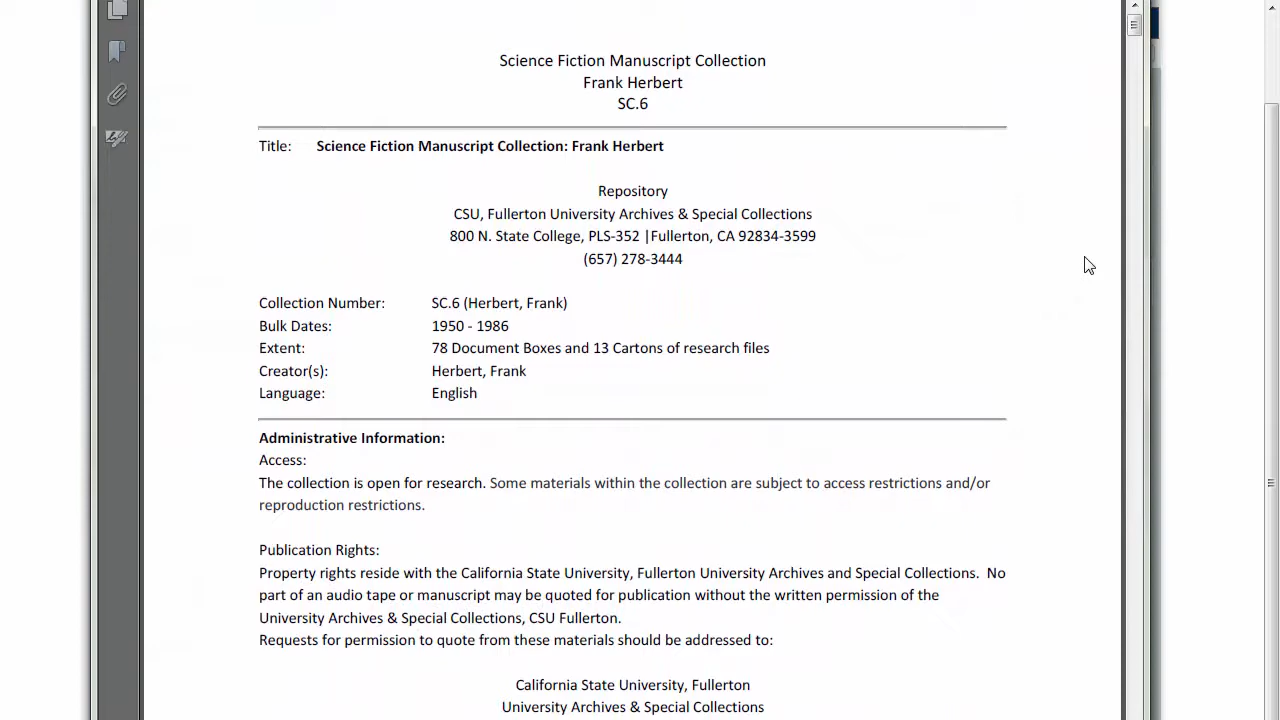 Science Fiction Manuscript Collection
Frank Herbert
SC.6
Title: Science Fiction Manuscript Collection: Frank Herbert
Repository
CSU, Fullerton University Archives & Special Collections
800 N. State College, PLS-352 |Fullerton, CA 92834-3599
(657) 278-3444
Collection Number: SC.6 (Herbert, Frank)
Bulk Dates: 1950 - 1986
Extent: 78 Document Boxes and 13 Cartons of research files
Creator(s): Herbert, Frank
Language: English
Administrative Information:
Access:
The collection is open for research. Some materials within the collection are subject to access restrictions and/or
reproduction restrictions.
Publication Rights:
Property rights reside with the California State University, Fullerton University Archives and Special Collections. No
part of an audio tape or manuscript may be quoted for publication without the written permission of the
University Archives & Special Collections, CSU Fullerton.
Requests for permission to quote from these materials should be addressed to:
California State University, Fullerton
University Archives & Special Collections